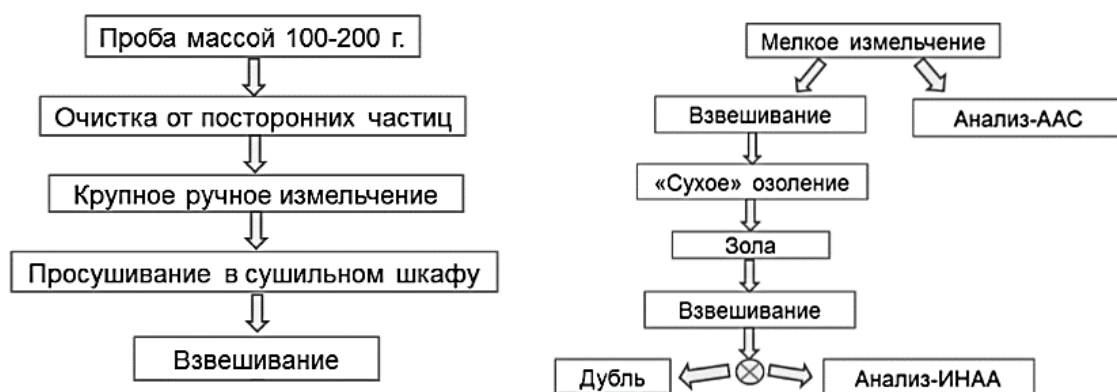 Проба массой 100-200 г.
Очистка от посторонних частиц
Крупное ручное измельчение
Просушивание в сушильном шкафу
Взвешивание
Мелкое измельчение
Взвешивание
Анализ-ААС
«Сухое» озоление
Зола
Взвешивание
Дубль
Анализ-ИНАА